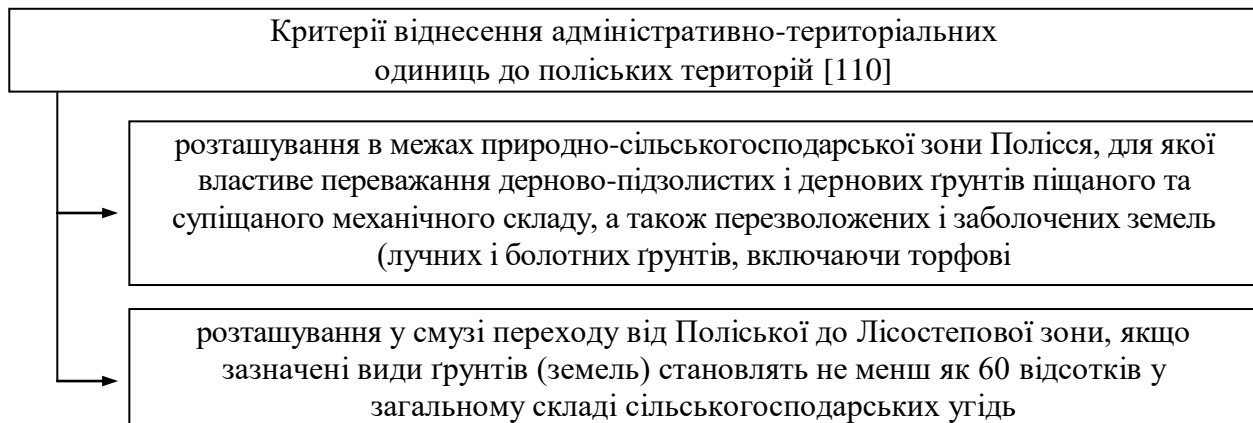 Критерії віднесення адміністративно-територіальних
одиниць до поліських територій [110]
розташування в межах природно-сільськогосподарської зони Полісся, для якої
властиве переважання дерново-підзолистих і дернових ґрунтів піщаного та
супіщаного механічного складу, а також перезволожених і заболочених земель
(лучних і болотних ґрунтів, включаючи торфові
розташування у смузі переходу від Поліської до Лісостепової зони, якщо
зазначені види ґрунтів (земель) становлять не менш як 60 відсотків у
загальному складі сільськогосподарських угідь